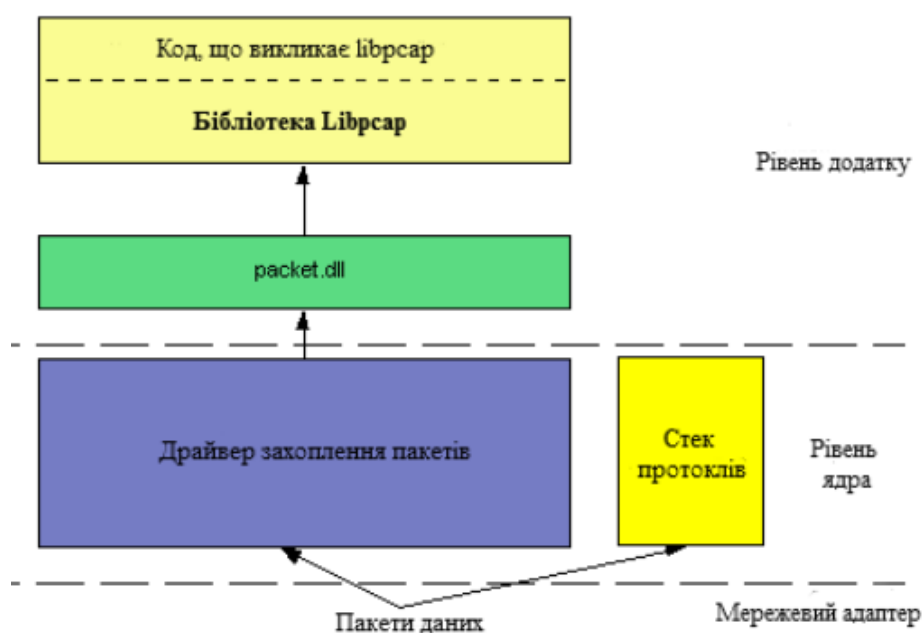 Код, що викликає libpcap
Бібліотека Libpcap
Рівень додатку
packet.dll
Драйвер захоплення пакетів
Стек
протоклів
Рівень
ядра
Пакети даних
Мережевий адаптер